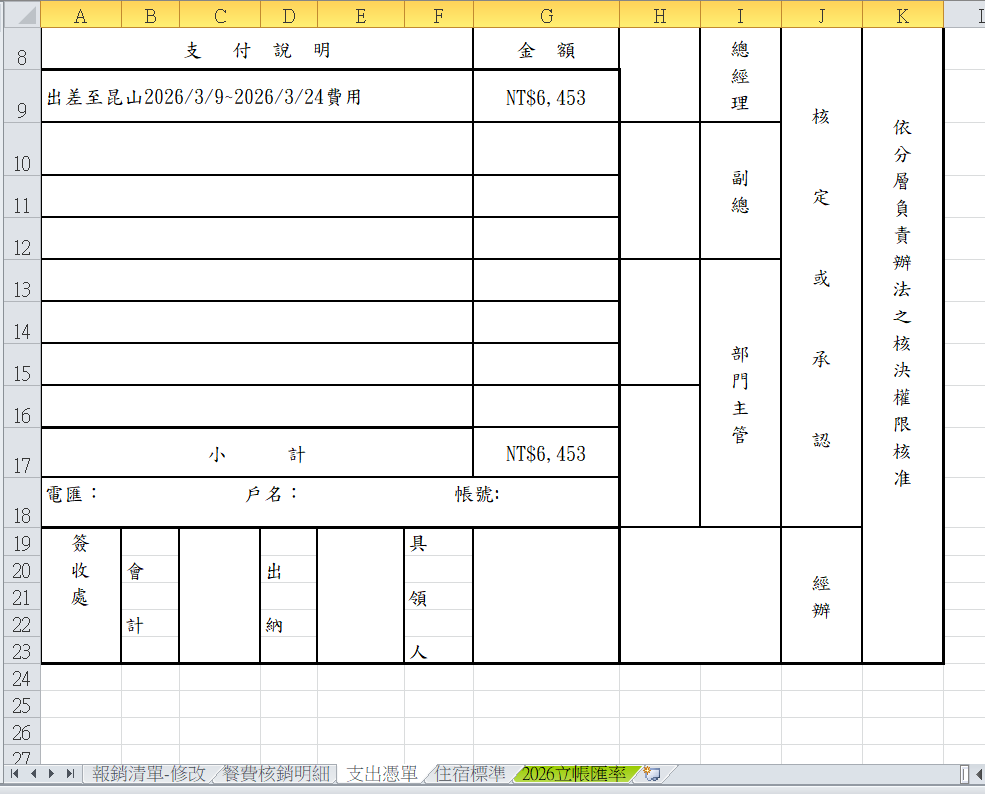 A B C D E F G H I J K L
8 支 付 說 明 金 額
總經理
9 出差至昆山2026/3/9~2026/3/24費用 NT$6,453
10
副總
11
12
13
部門主管
14
15
16
17 小 計 NT$6,453
核定或承認
依分層負責辦法之核決權限核准
18 電匯： 戶名： 帳號:
19
20
21
22
23
簽收處
會計
出納
具領人
經辦
24
25
26
27
報銷清單-修改 餐費核銷明細 支出憑單 住宿標準 2026立帳匯率